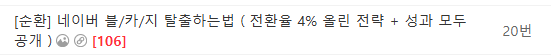 [순환] 네이버 블/카/지 탈출하는법 ( 전환율 4% 올린 전략 + 성과 모두
공개 ) [106]
20번